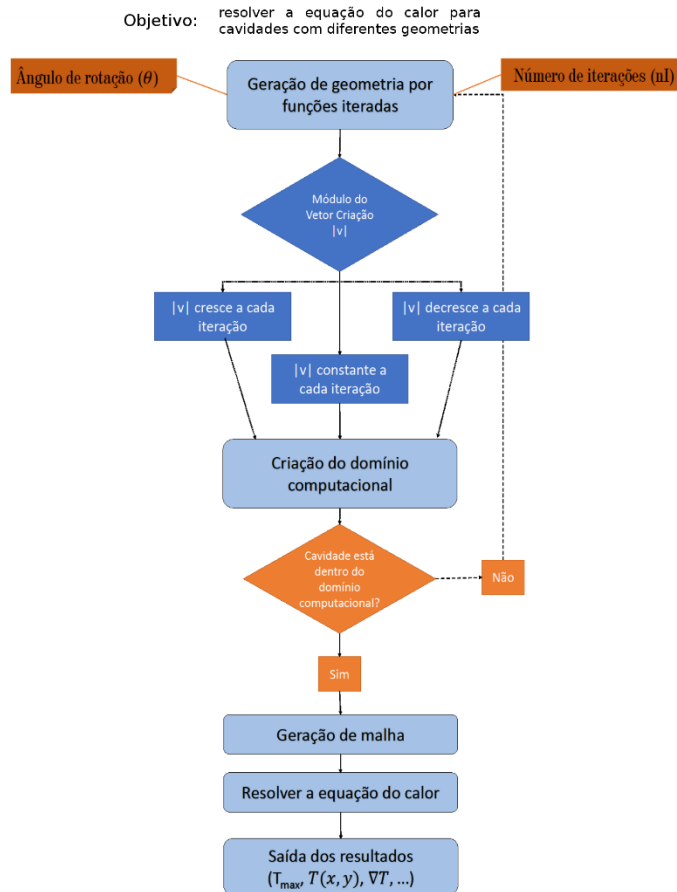 Objetivo:
resolver a equação do calor para
cavidades com diferentes geometrias
Ângulo de rotação (θ)
Geração de geometria por
funções iteradas
Número de iterações (nI)
Módulo do
Vetor Criação
|v|
|v| cresce a cada
iteração
|v| decresce a cada
iteração
|v| constante a
cada iteração
Criação do domínio
computacional
Cavidade está
dentro do
domínio
computacional?
Não
Sim
Geração de malha
Resolver a equação do calor
Saída dos resultados
(Tmax, T(x, y), ∇T, ...)